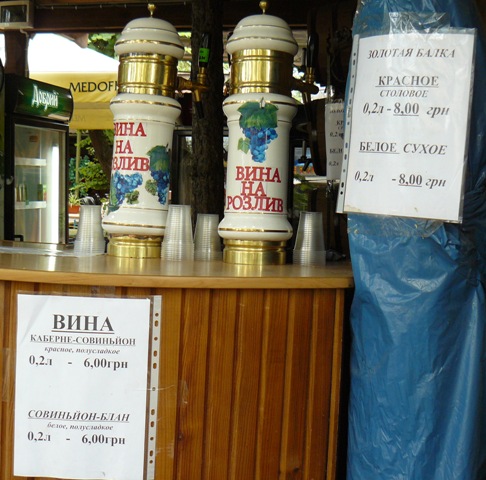 MEDOFF
Добрий
ВИНА
НА
РОЗЛИВ
ВИНА
НА
РОЗЛИВ
ЗОЛОТАЯ БАЛКА
КРАСНОЕ
СТОЛОВОЕ
0,2л - 8,00 грн
БЕЛОЕ СУХОЕ
0,2л - 8,00 грн
ВИНА
КАБЕРНЕ-СОВИНЬЙОН
красное, полусладкое
0,2л - 6,00грн
СОВИНЬЙОН-БЛАН
белое, полусладкое
0,2л - 6,00грн